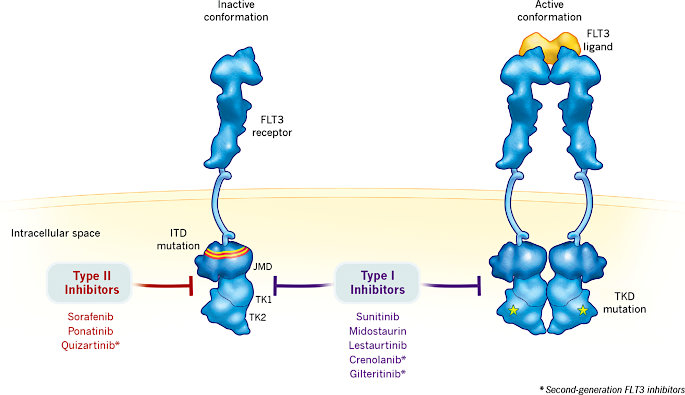 Inactive
conformation
Active
conformation
FLT3
ligand
FLT3
receptor
Intracellular space
ITD
mutation
JMD
TK1
TK2
Type II
Inhibitors
Sorafenib
Ponatinib
Quizartinib*
Type I
Inhibitors
Sunitinib
Midostaurin
Lestaurtinib
Crenolanib*
Gilteritinib*
TKD
mutation
* Second-generation FLT3 inhibitors